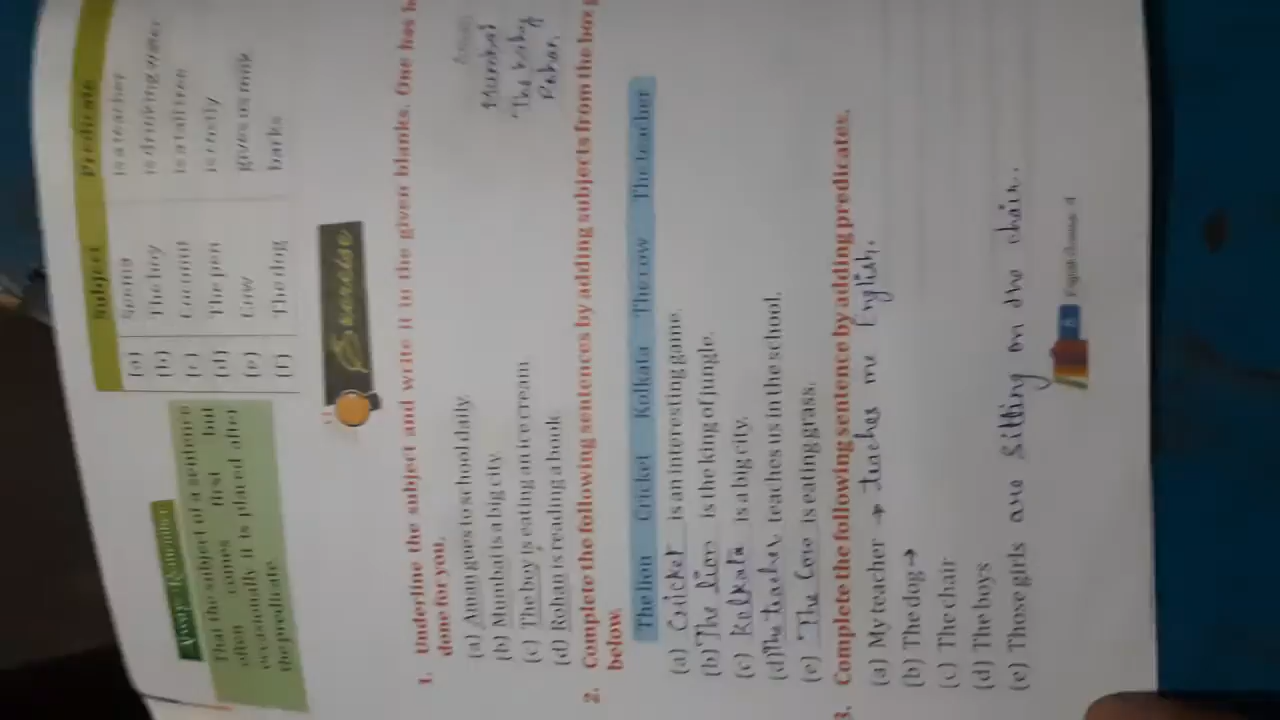 Keep Remember
That the subject of a sentence
often comes first but
occasionally it is placed after
the predicate.
Subject Predicate
(a) Seema is a teacher
(b) The boy is drinking water
(c) Coconut is a tall tree
(d) The pen is costly
(e) Cow gives us milk
(f) The dog barks
Exercise
1. Underline the subject and write it in the given blanks. One has
done for you.
(a) Aman goes to school daily. Aman
(b) Mumbai is a big city. Mumbai
(c) The boy is eating an ice cream The baby
(d) Rohan is reading a book Rohan.
2. Complete the following sentences by adding subjects from the box
below.
The lion Cricket Kolkata The cow The teacher
(a) Cricket is an interesting game.
(b) The lion is the king of jungle.
(c) Kolkata is a big city.
(d) The teacher teaches us in the school.
(e) The Cow is eating grass.
3. Complete the following sentence by adding predicates.
(a) My teacher → teaches me English.
(b) The dog →
(c) The chair
(d) The boys
(e) Those girls are sitting on the chair.
8